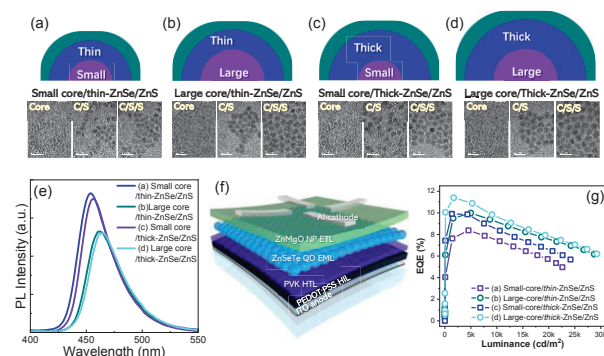 (a)
(b)
(c)
(d)
Thin
Small
Thin
Large
Thick
Small
Thick
Large
Small core/thin-ZnSe/ZnS
Large core/thin-ZnSe/ZnS
Small core/Thick-ZnSe/ZnS
Large core/Thick-ZnSe/ZnS
Core C/S C/S/S
Core C/S C/S/S
Core C/S C/S/S
Core C/S C/S/S
(e)
(a) Small core
/thin-ZnSe/ZnS
(b)Large core
/thin-ZnSe/ZnS
(c) Small core
/thick-ZnSe/ZnS
(d) Large core
/thick-ZnSe/ZnS
PL Intensity (a.u.)
400 450 500 550
Wavelength (nm)
(f)
Al cathode
ZnMgO NP ETL
ZnSeTe QD EML
PVK HTL
PEDOT:PSS HIL
ITO anode
(g)
EQE (%)
12
10
8
6
4
2
0
(a) Small-core/thin-ZnSe/ZnS
(b) Large-core/thin-ZnSe/ZnS
(c) Small-core/thick-ZnSe/ZnS
(d) Large-core/thick-ZnSe/ZnS
0 5k 10k 15k 20k 25k 30k
Luminance (cd/m²)